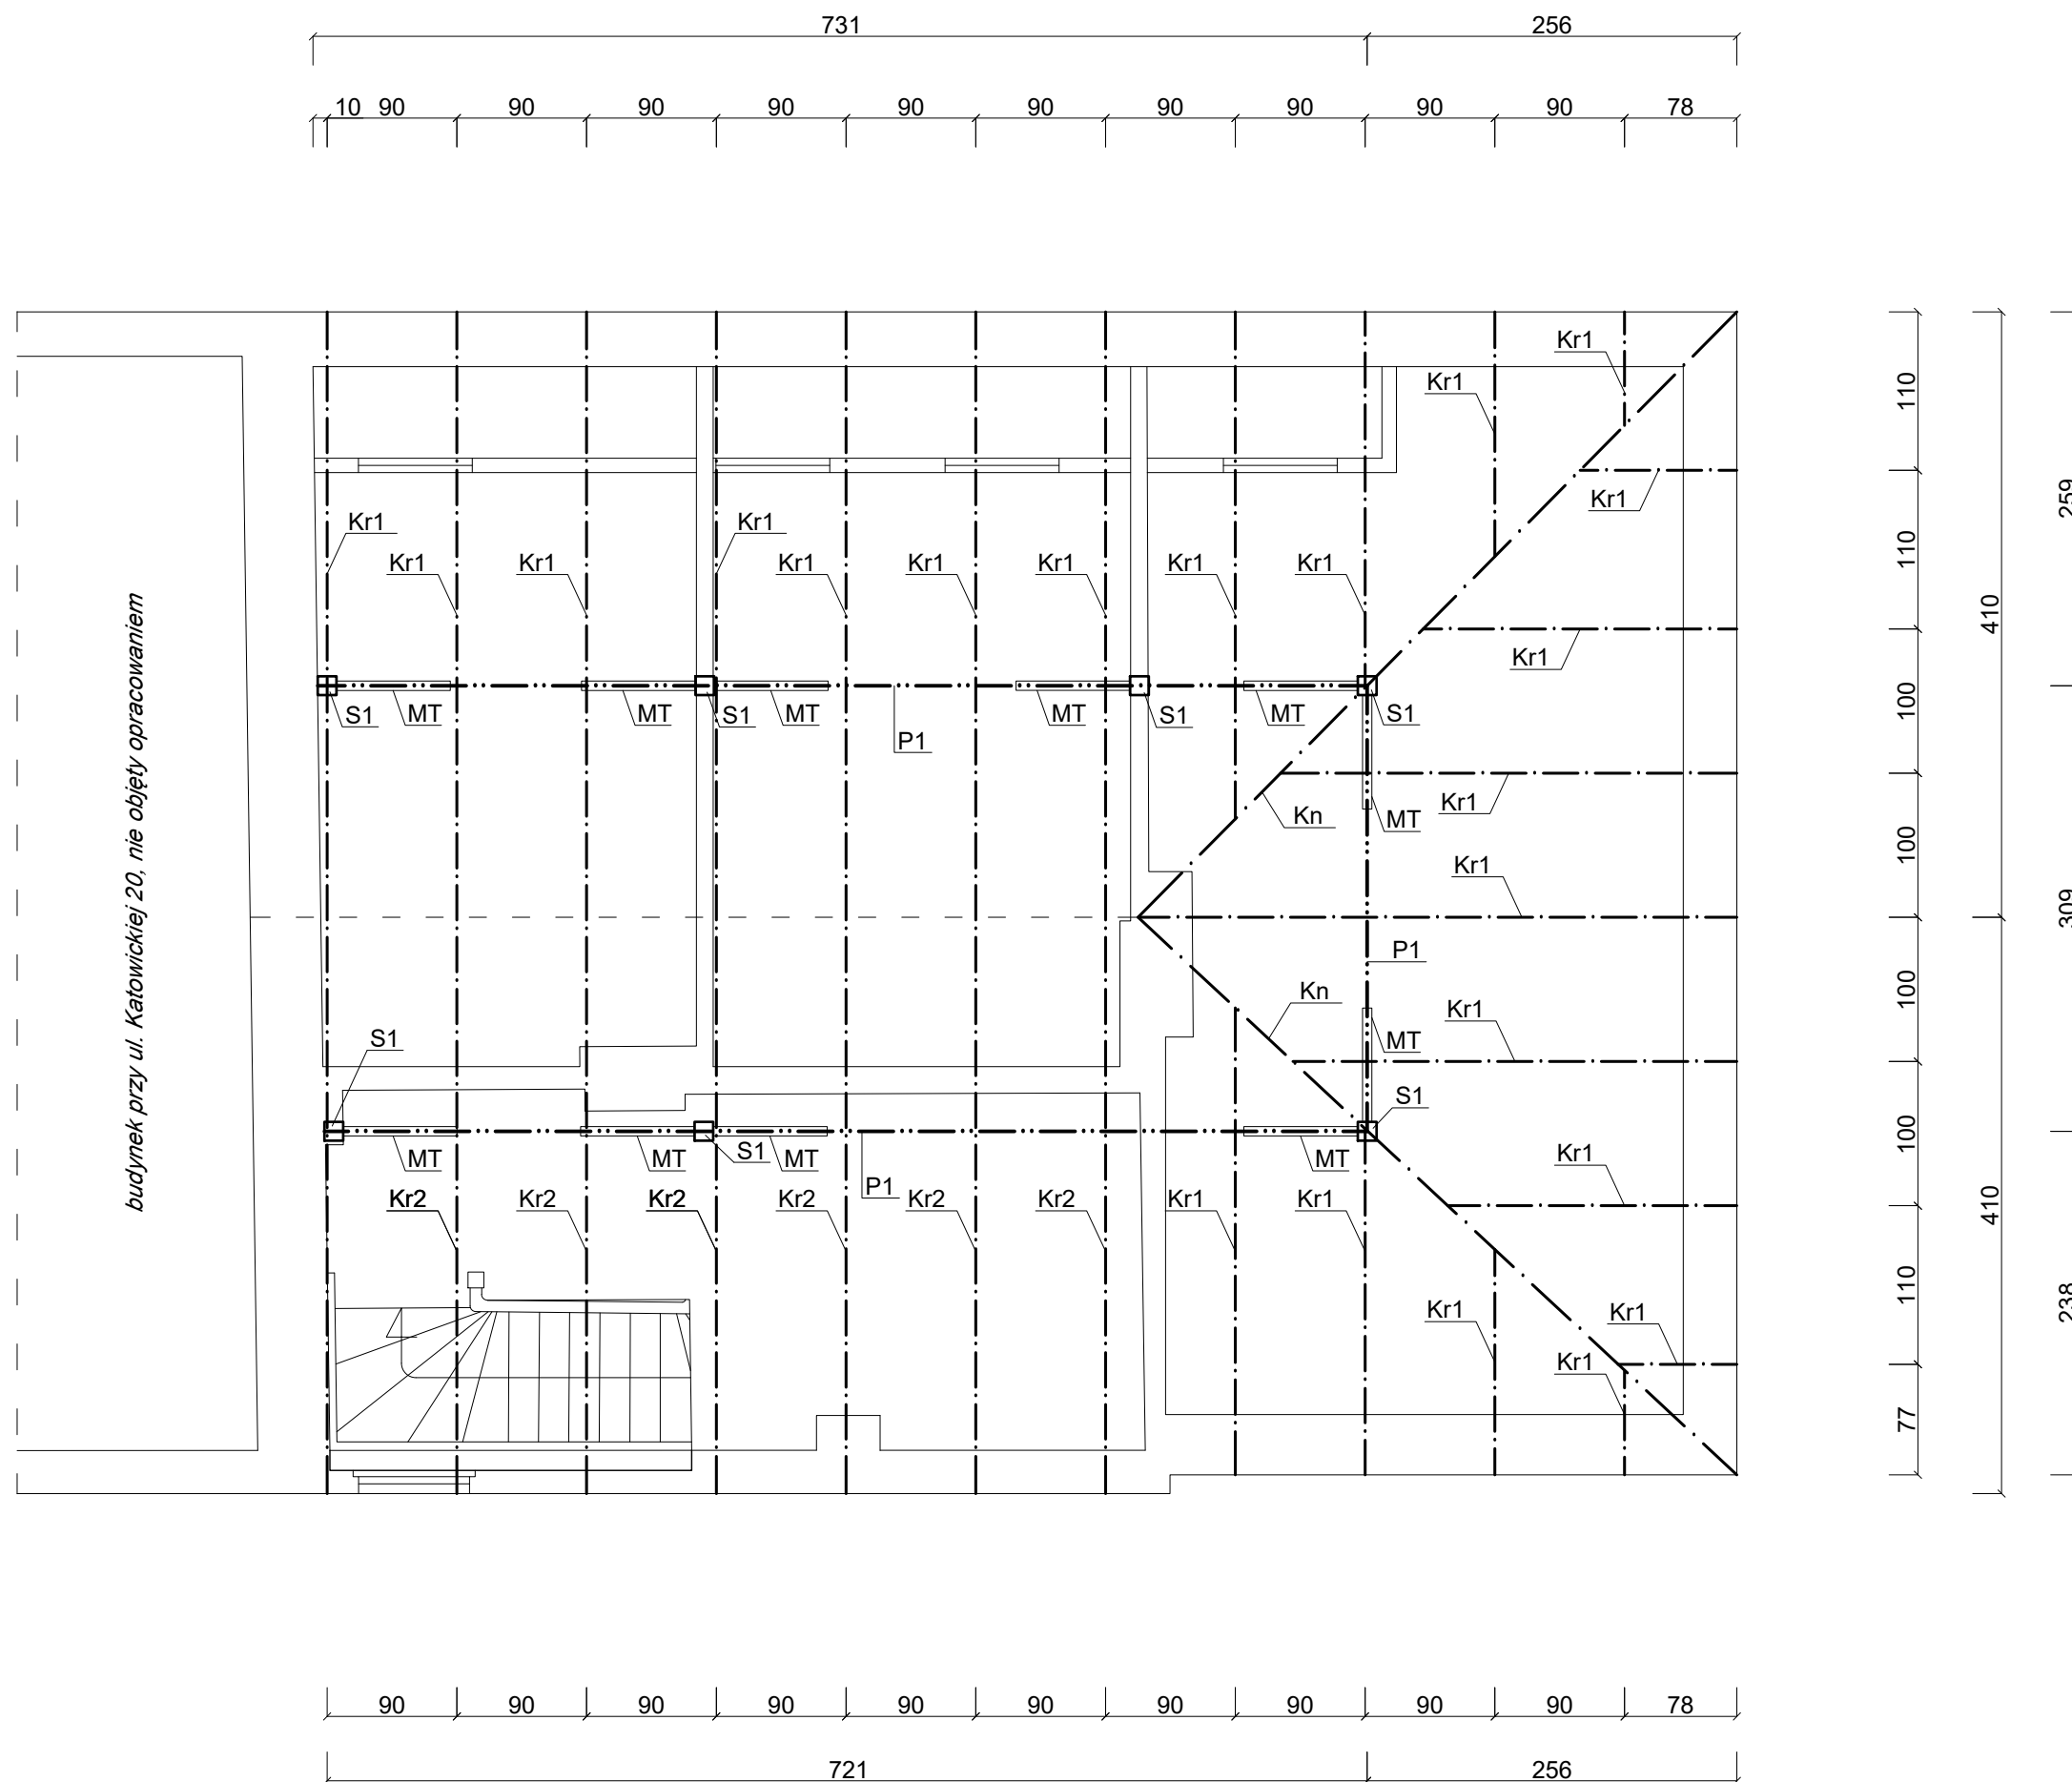 731 256
10 90 90 90 90 90 90 90 90 90 90 78
Kr1
Kr1
110
259
Kr1
Kr1 Kr1
Kr1 Kr1 Kr1 Kr1 Kr1 Kr1 Kr1
110
410
budynek przy ul. Katowickiej 20, nie objęty opracowaniem
Kr1
S1 MT MT S1 MT MT S1 MT S1
100
P1
Kr1
Kn
MT
100
Kr1
309
P1
Kn
100
Kr1
S1
MT
S1
100
MT MT S1 MT MT
Kr1
P1
Kr2 Kr2 Kr2 Kr2 Kr2 Kr2 Kr1 Kr1
410
110
238
Kr1 Kr1
Kr1
77
90 90 90 90 90 90 90 90 90 90 78
721 256